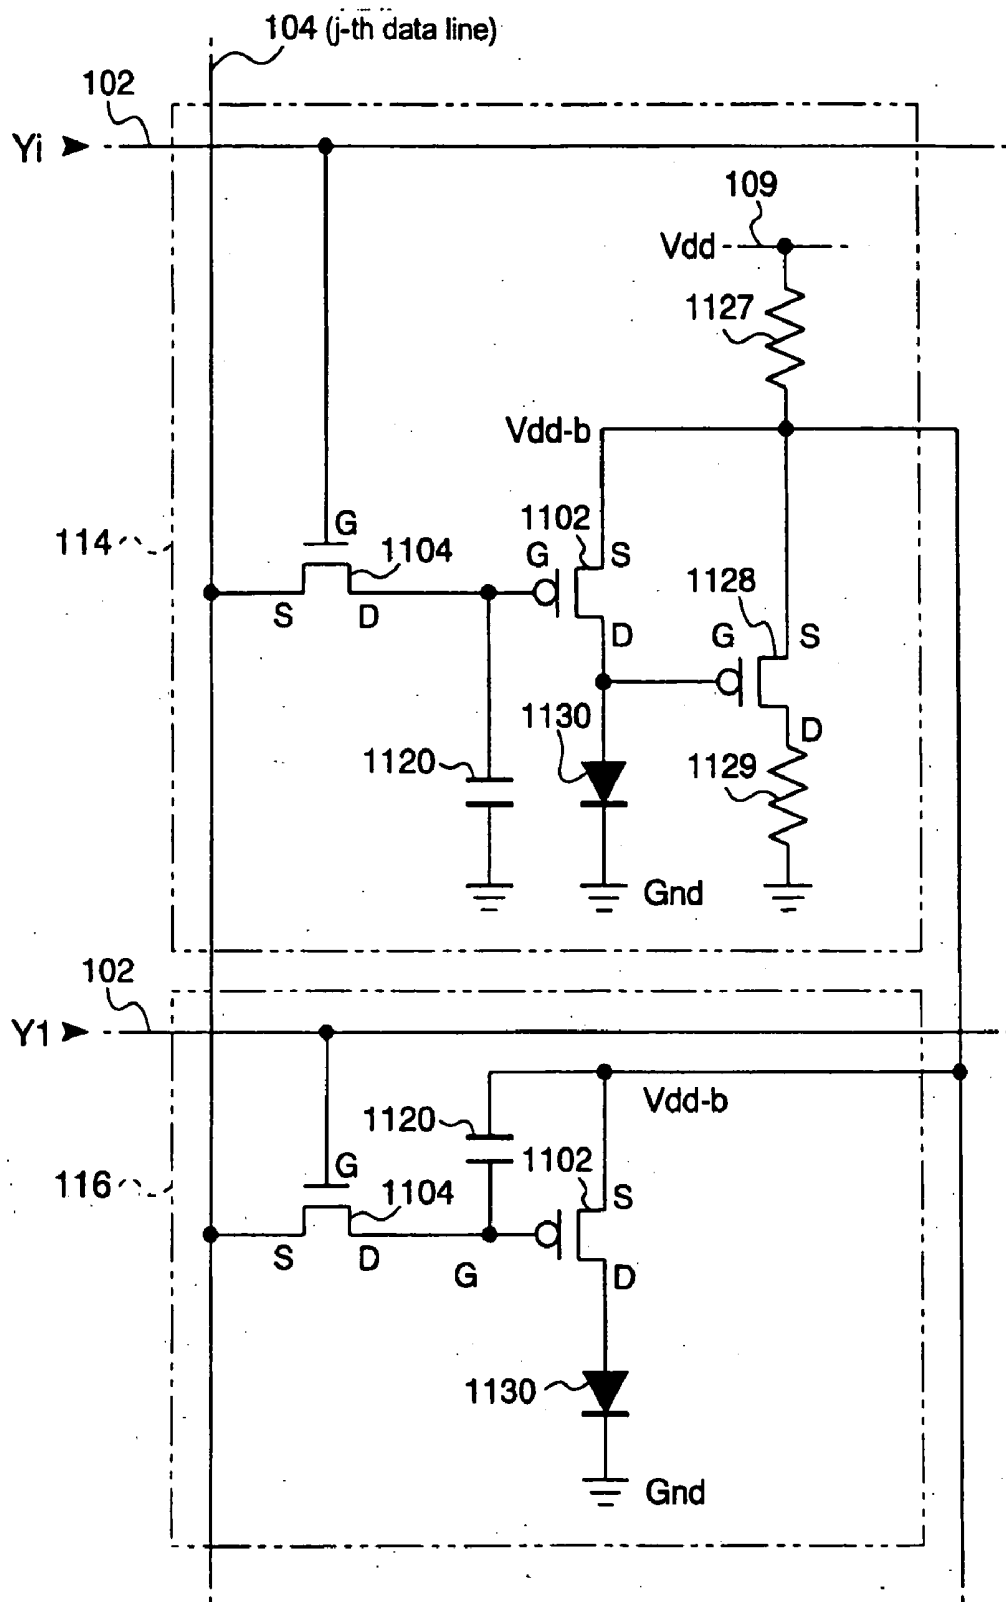 104 (j-th data line)
102
Yi
109
Vdd
1127
Vdd-b
114
G
1104
S
D
1102
G
S
D
1128
G
S
D
1130
1120
1129
Gnd
102
Y1
Vdd-b
1120
1102
116
G
1104
S
D
G
S
D
1130
Gnd